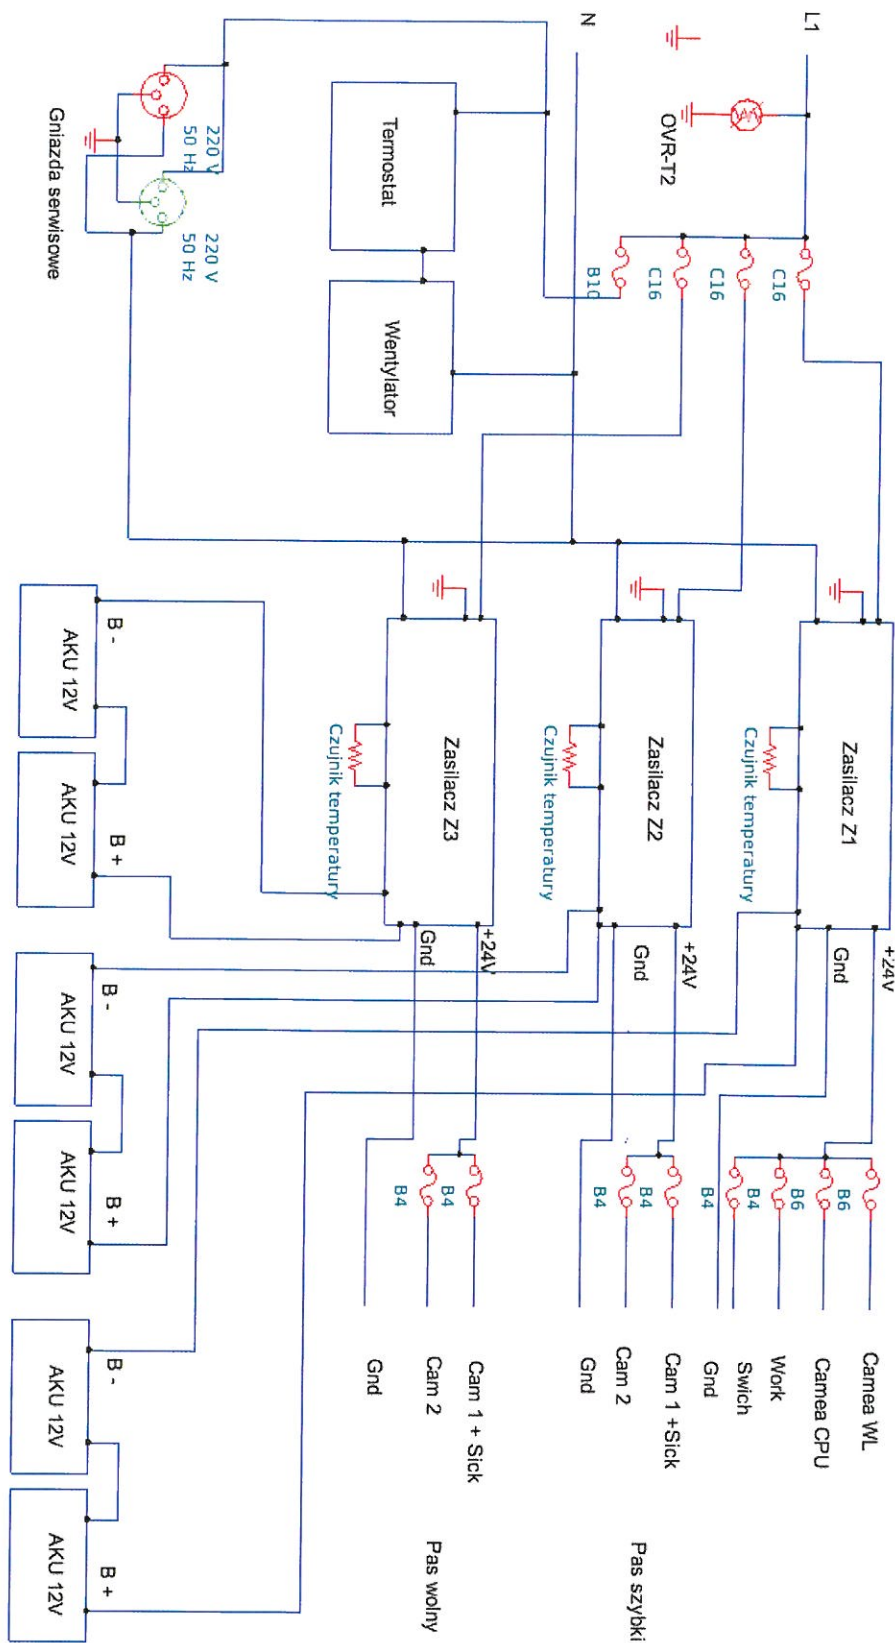 L1
N
OVR-T2
C16
C16
C16
B10
Termostat
Wentylator
220 V
50 Hz
220 V
50 Hz
Gniazda serwisowe
Zasilacz Z1
Czujnik temperatury
+24V
Gnd
Zasilacz Z2
Czujnik temperatury
+24V
Gnd
Zasilacz Z3
Czujnik temperatury
+24V
Gnd
B6
B6
B4
B4
Camea WL
Camea CPU
Work
Swich
Gnd
B4
B4
Cam 1 +Sick
Cam 2
Gnd
Pas szybki
B4
B4
Cam 1 + Sick
Cam 2
Gnd
Pas wolny
B -
AKU 12V
B +
AKU 12V
B -
AKU 12V
B +
AKU 12V
B -
AKU 12V
B +
AKU 12V